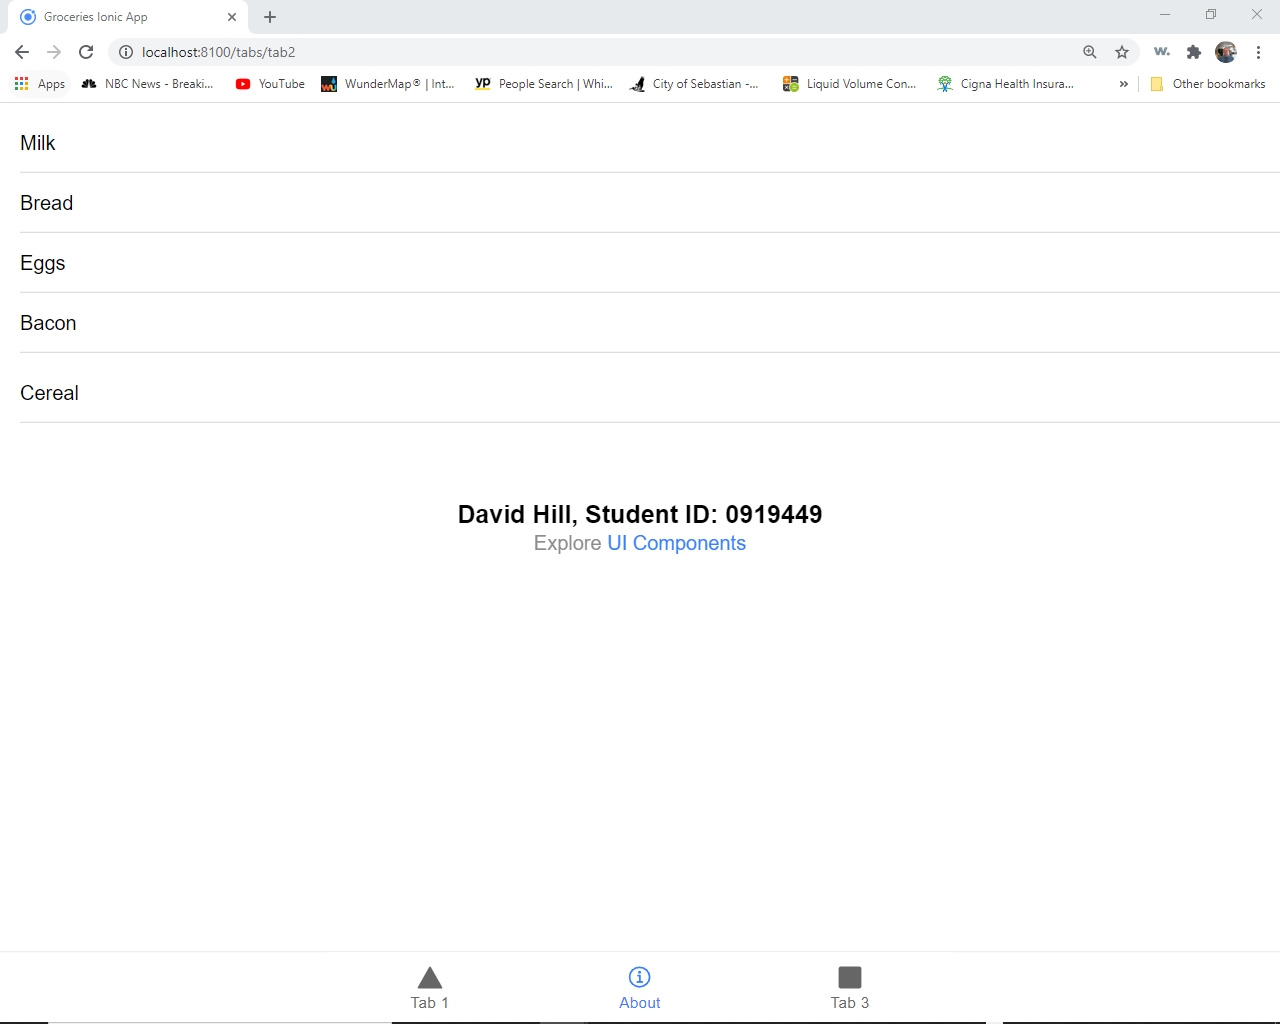 Groceries Ionic App
localhost:8100/tabs/tab2
w.
Apps
NBC News - Breaki...
YouTube
wu WunderMap® | Int...
YP People Search | Whi...
City of Sebastian -...
Liquid Volume Con...
Cigna Health Insura...
»
Other bookmarks
Milk
Bread
Eggs
Bacon
Cereal
David Hill, Student ID: 0919449
Explore UI Components
Tab 1
About
Tab 3